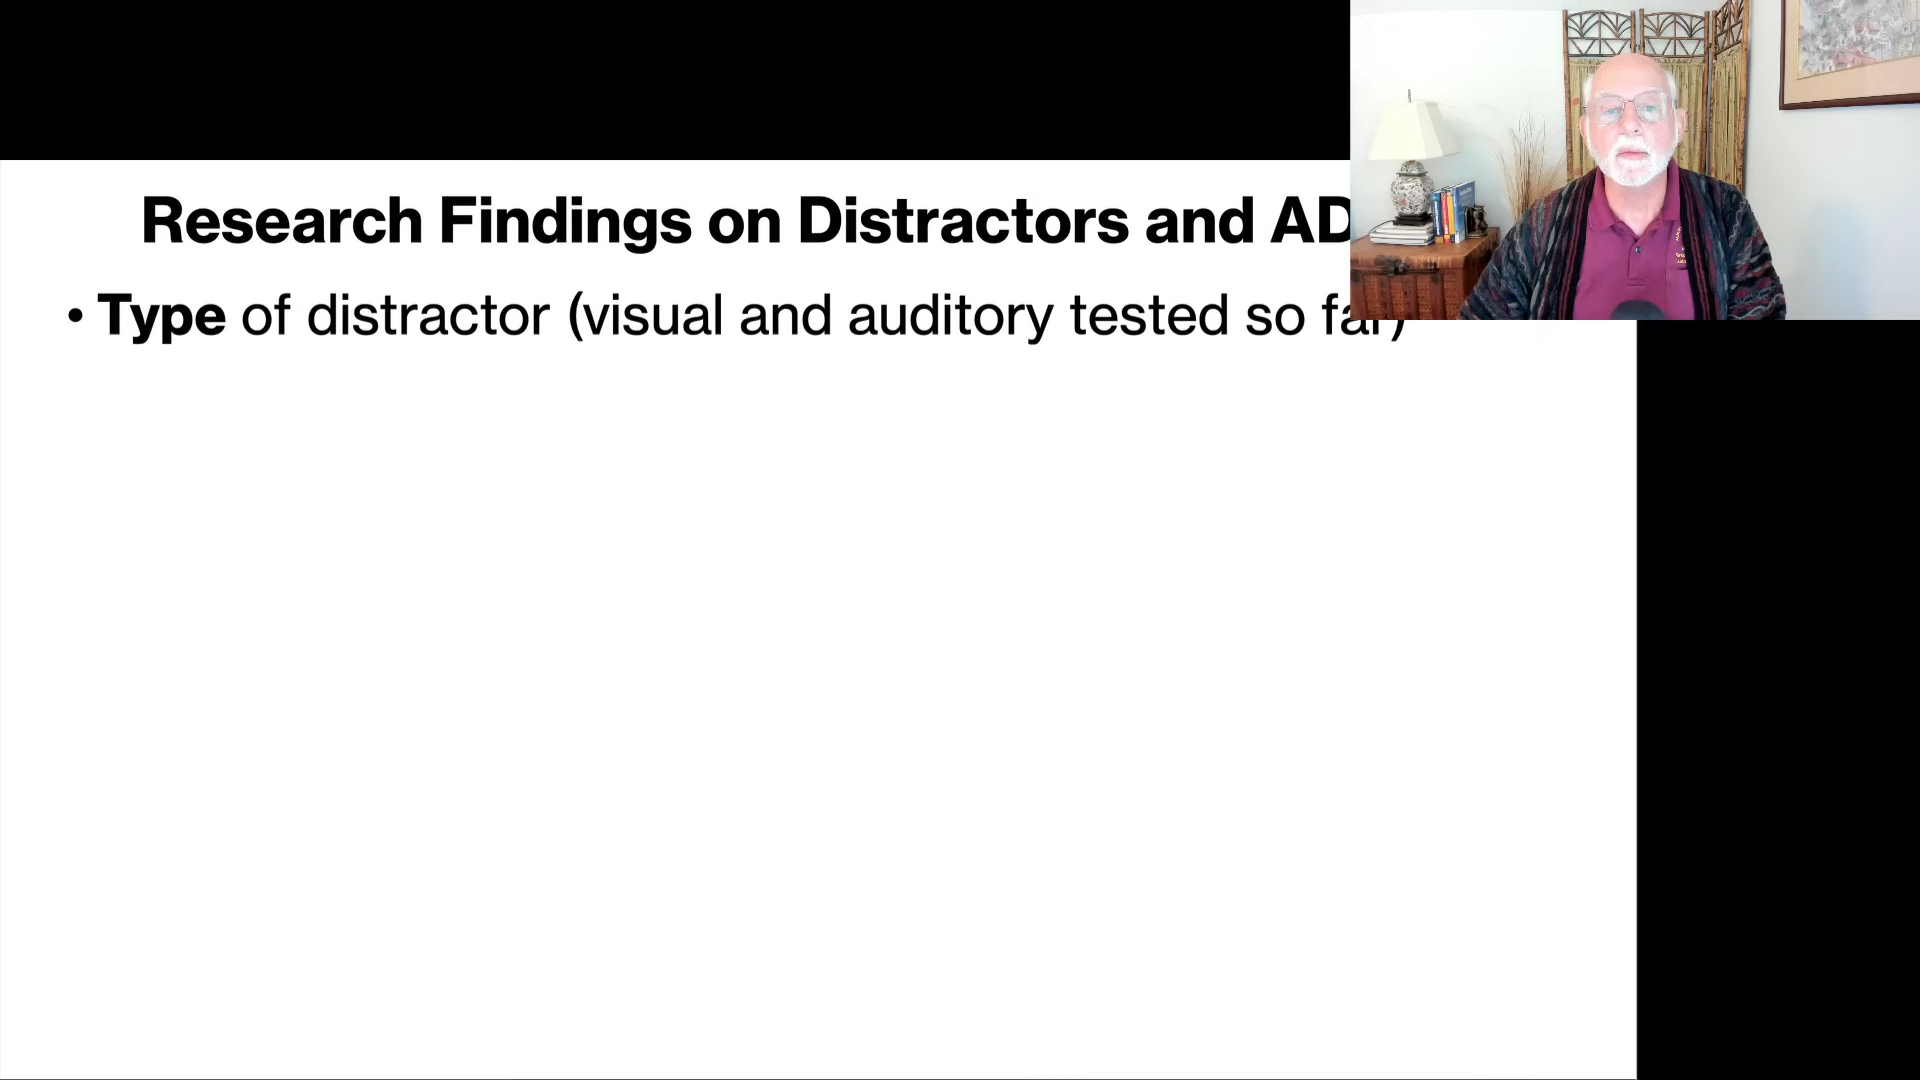 Research Findings on Distractors and AD
• Type of distractor (visual and auditory tested so far)